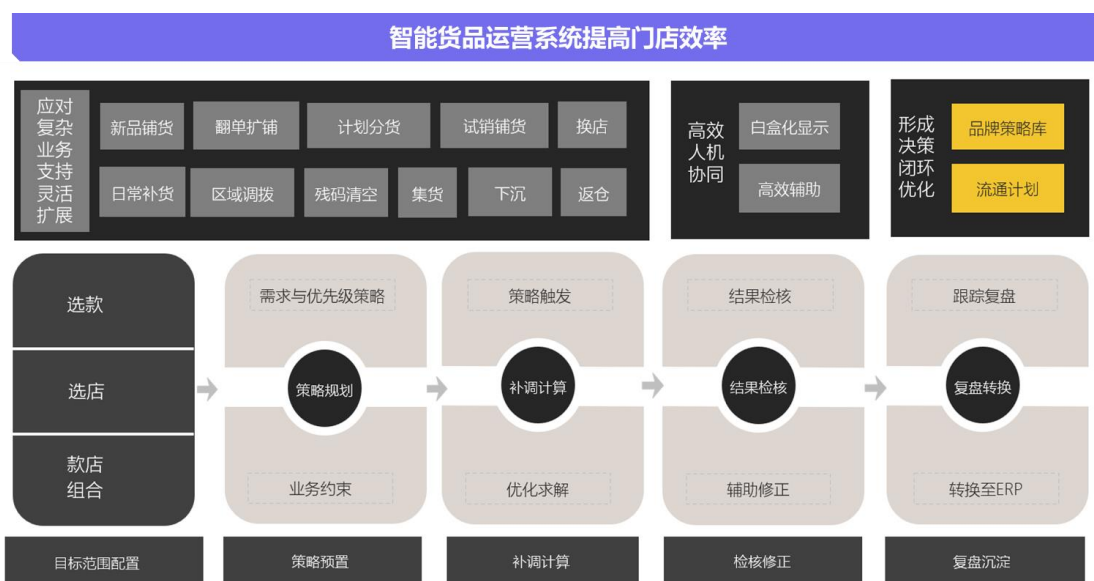 智能货品运营系统提高门店效率
应对
复杂
业务
支持
灵活
扩展
新品铺货
翻单扩铺
计划分货
试销铺货
换店
日常补货
区域调拨
残码清空
集货
下沉
返仓
高效
人机
协同
白盒化显示
高效辅助
形成
决策
闭环
优化
品牌策略库
流通计划
选款
选店
款店
组合
需求与优先级策略
策略规划
业务约束
策略触发
补调计算
优化求解
结果检核
结果检核
辅助修正
跟踪复盘
复盘转换
转换至ERP
目标范围配置
策略预置
补调计算
检核修正
复盘沉淀